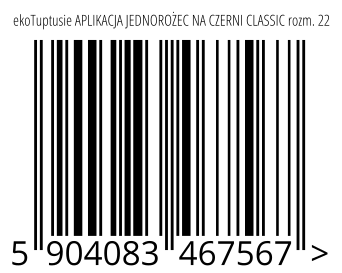 ekoTuptusie APLIKACJA JEDNOROŻEC NA CZERNI CLASSIC rozm. 22
5 904083 467567 >